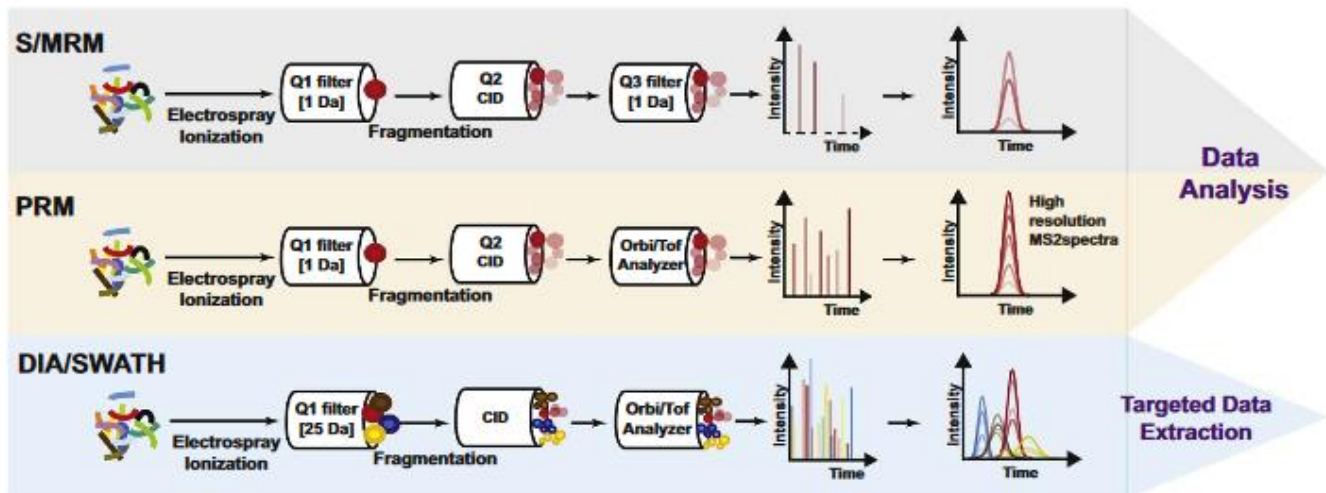 S/MRM
Electrospray
Ionization
Q1 filter
[1 Da]
Fragmentation
Q2
CID
Q3 filter
[1 Da]
Intensity
Time
Intensity
Time
Data
Analysis
PRM
Electrospray
Ionization
Q1 filter
[1 Da]
Fragmentation
Q2
CID
Orbi/Tof
Analyzer
Intensity
Time
Intensity
Time
High
resolution
MS2spectra
DIA/SWATH
Electrospray
Ionization
Q1 filter
[25 Da]
Fragmentation
CID
Orbi/Tof
Analyzer
Intensity
Time
Intensity
Time
Targeted Data
Extraction